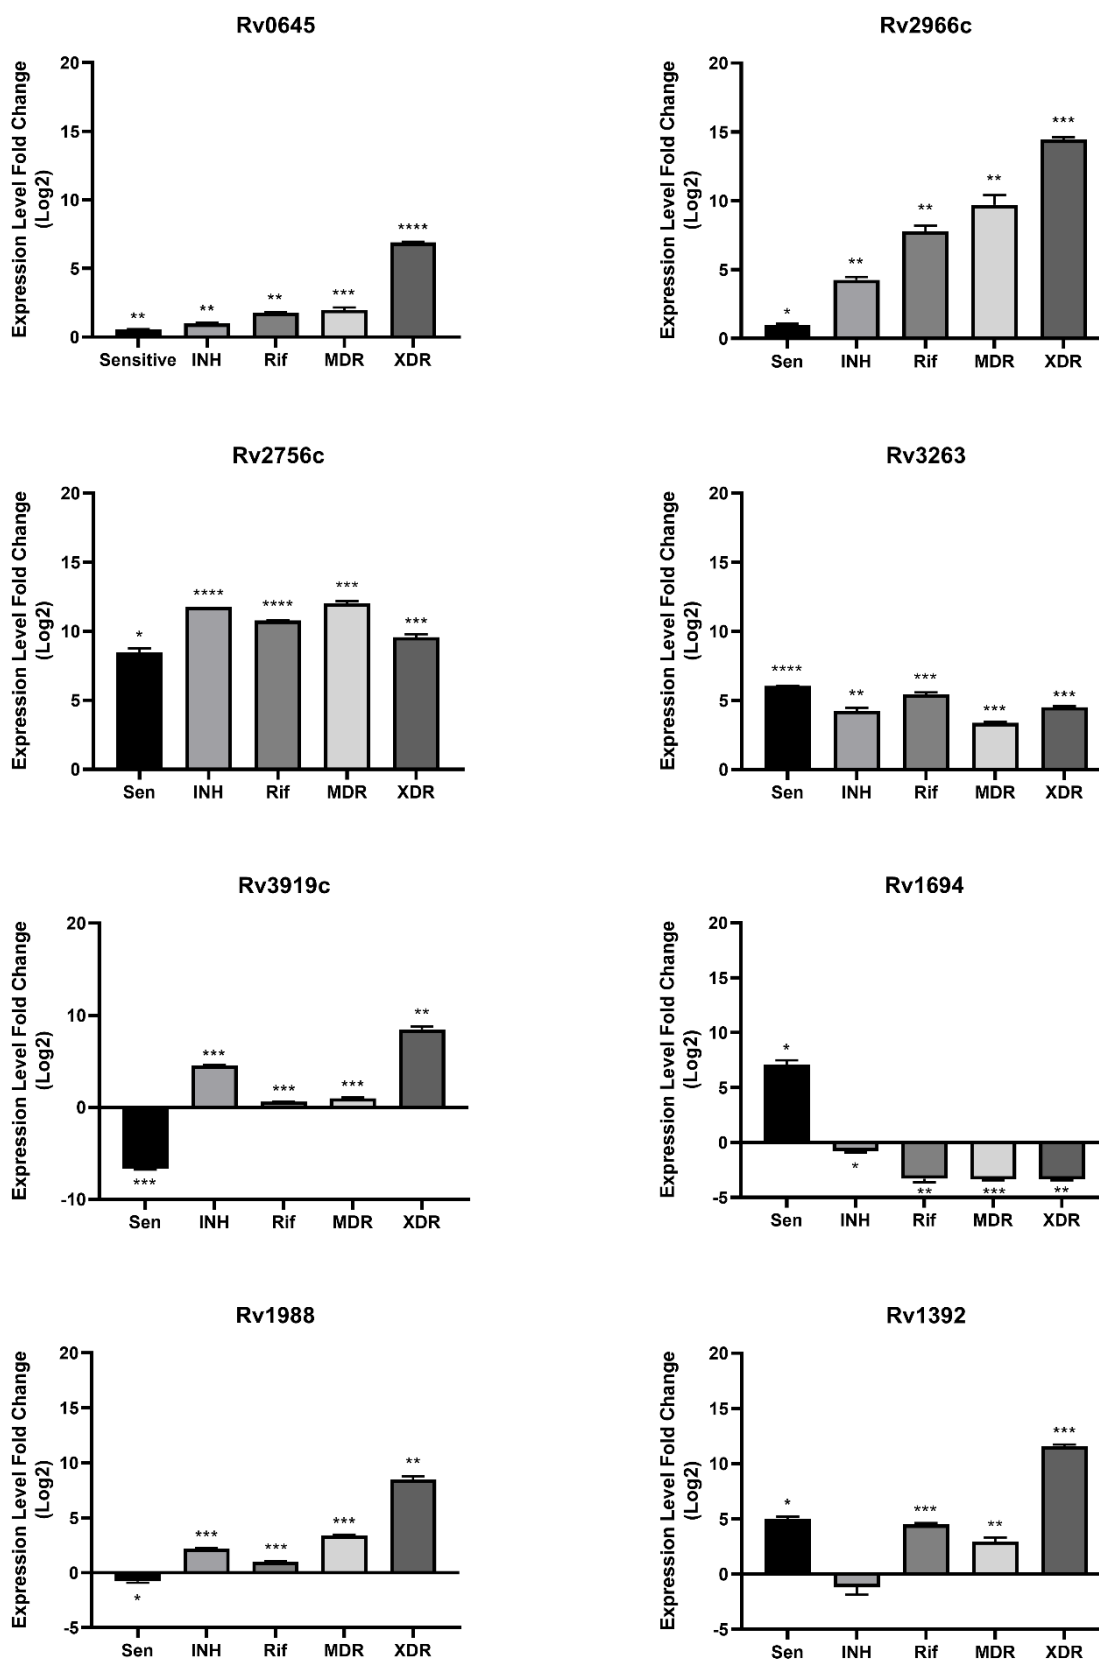 Rv0645
Expression Level Fold Change
(Log2)
20
15
10
5
0
** ** ** *** ****
Sensitive INH Rif MDR XDR
Rv2966c
Expression Level Fold Change
(Log2)
20
15
10
5
0
* ** ** ** ***
Sen INH Rif MDR XDR
Rv2756c
Expression Level Fold Change
(Log2)
20
15
10
5
0
* **** **** *** ***
Sen INH Rif MDR XDR
Rv3263
Expression Level Fold Change
(Log2)
20
15
10
5
0
**** ** *** *** ***
Sen INH Rif MDR XDR
Rv3919c
Expression Level Fold Change
(Log2)
20
10
0
-10
*** *** *** *** **
Sen INH Rif MDR XDR
Rv1694
Expression Level Fold Change
(Log2)
20
15
10
5
0
-5
* * ** *** **
Sen INH Rif MDR XDR
Rv1988
Expression Level Fold Change
(Log2)
20
15
10
5
0
-5
* *** *** *** **
Sen INH Rif MDR XDR
Rv1392
Expression Level Fold Change
(Log2)
20
15
10
5
0
-5
* *** ** ***
Sen INH Rif MDR XDR